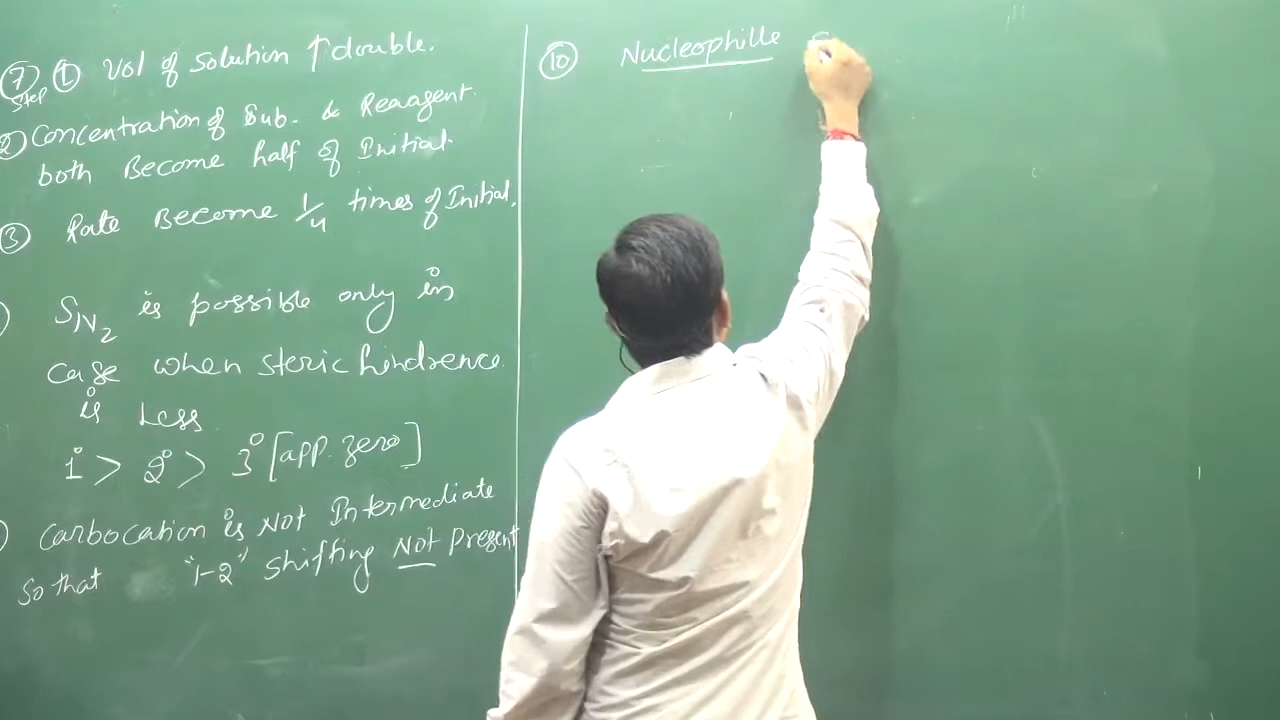 ⑦ ① Vol of Solution ↑ double.
Step
② Concentration of Sub. & Reaagent.
both Become half of Initial.
③ Rate Become 1/4 times of Initial.
SN2 is possible only in
case when steric hindrence
is Less.
1° > 2° > 3° [app. zero]
Carbocation is Not Intermediate
So that "1-2" shifting Not Present
⑩ Nucleophille